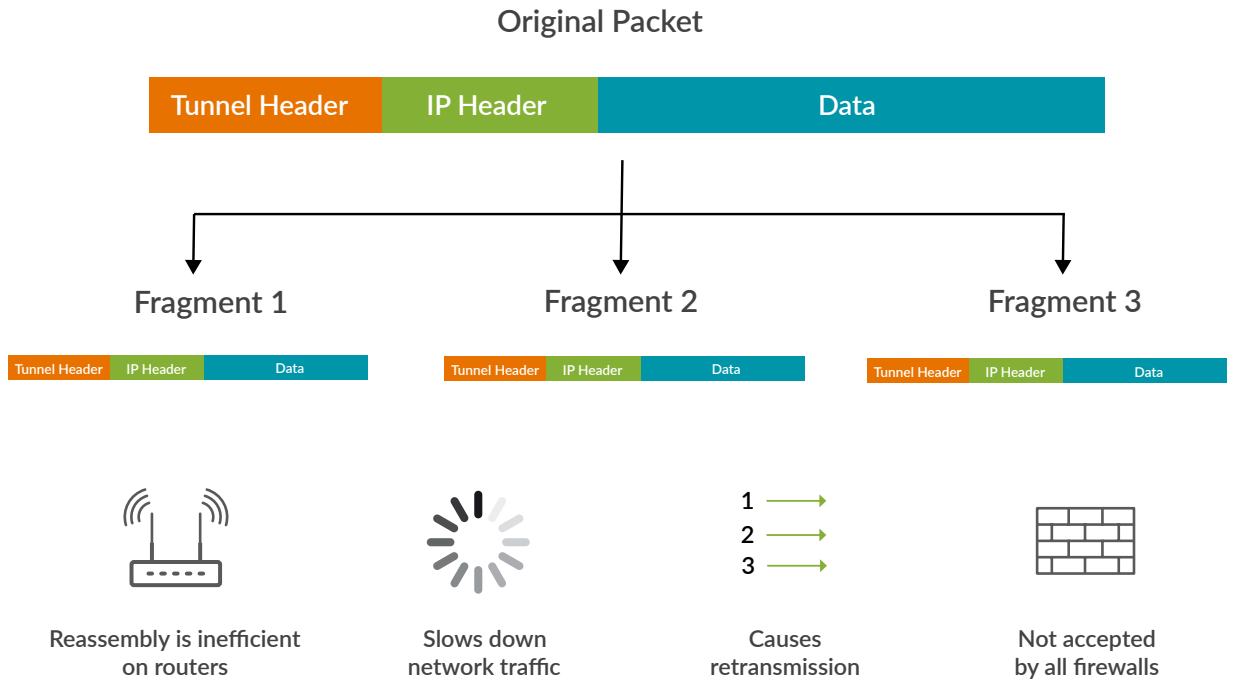 Original Packet
Tunnel Header IP Header Data
Fragment 1 Fragment 2 Fragment 3
Tunnel Header IP Header Data Tunnel Header IP Header Data Tunnel Header IP Header Data
1
2
3
Reassembly is inefficient
on routers
Slows down
network traffic
Causes
retransmission
Not accepted
by all firewalls